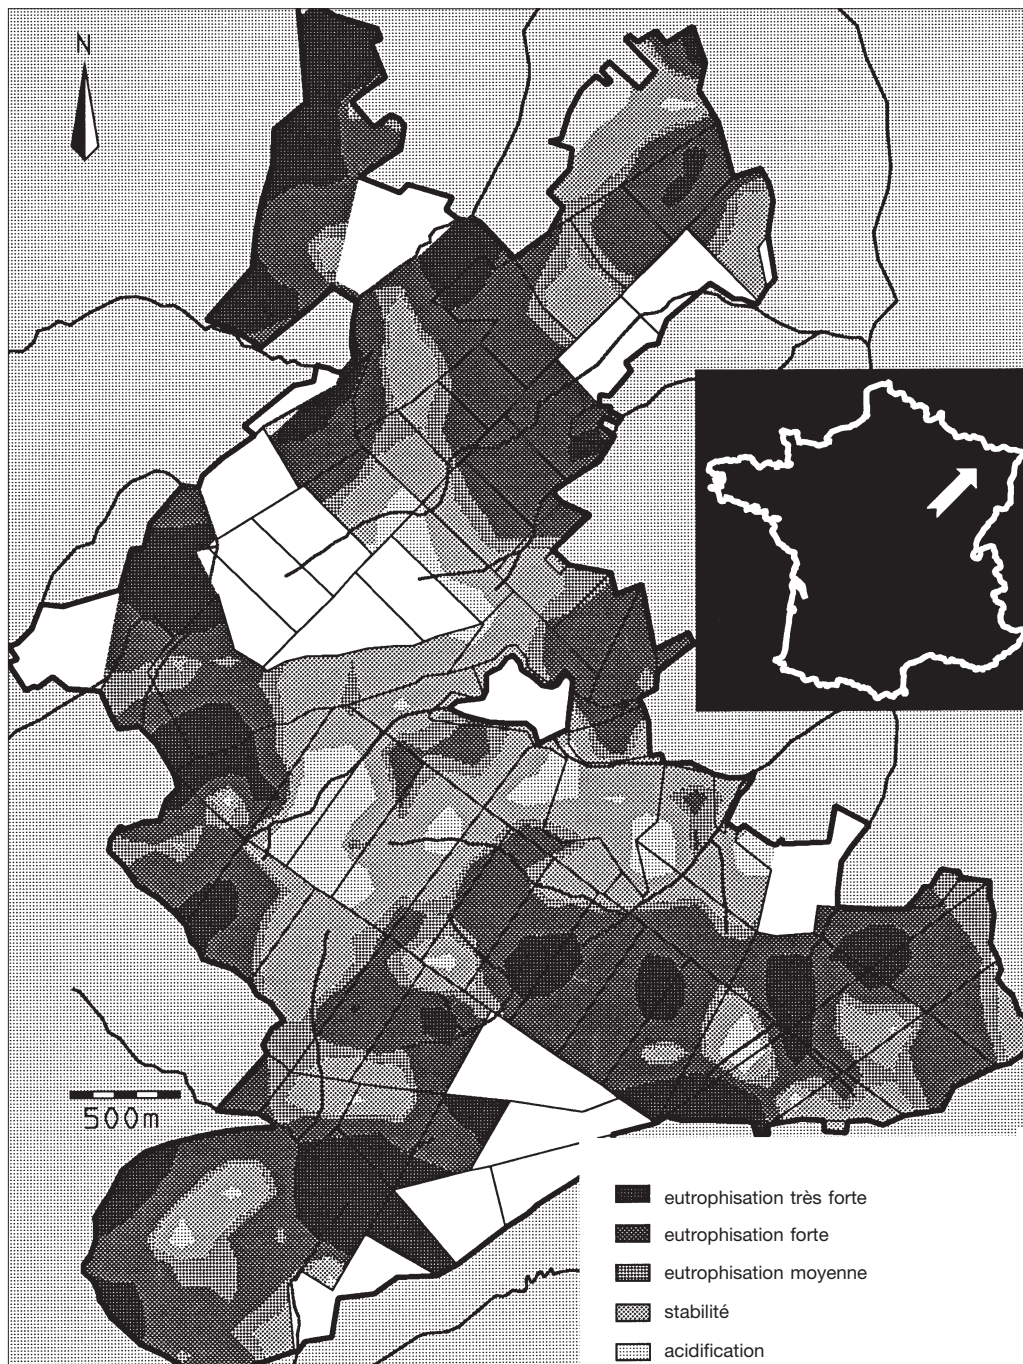 N
500m
eutrophisation très forte
eutrophisation forte
eutrophisation moyenne
stabilité
acidification